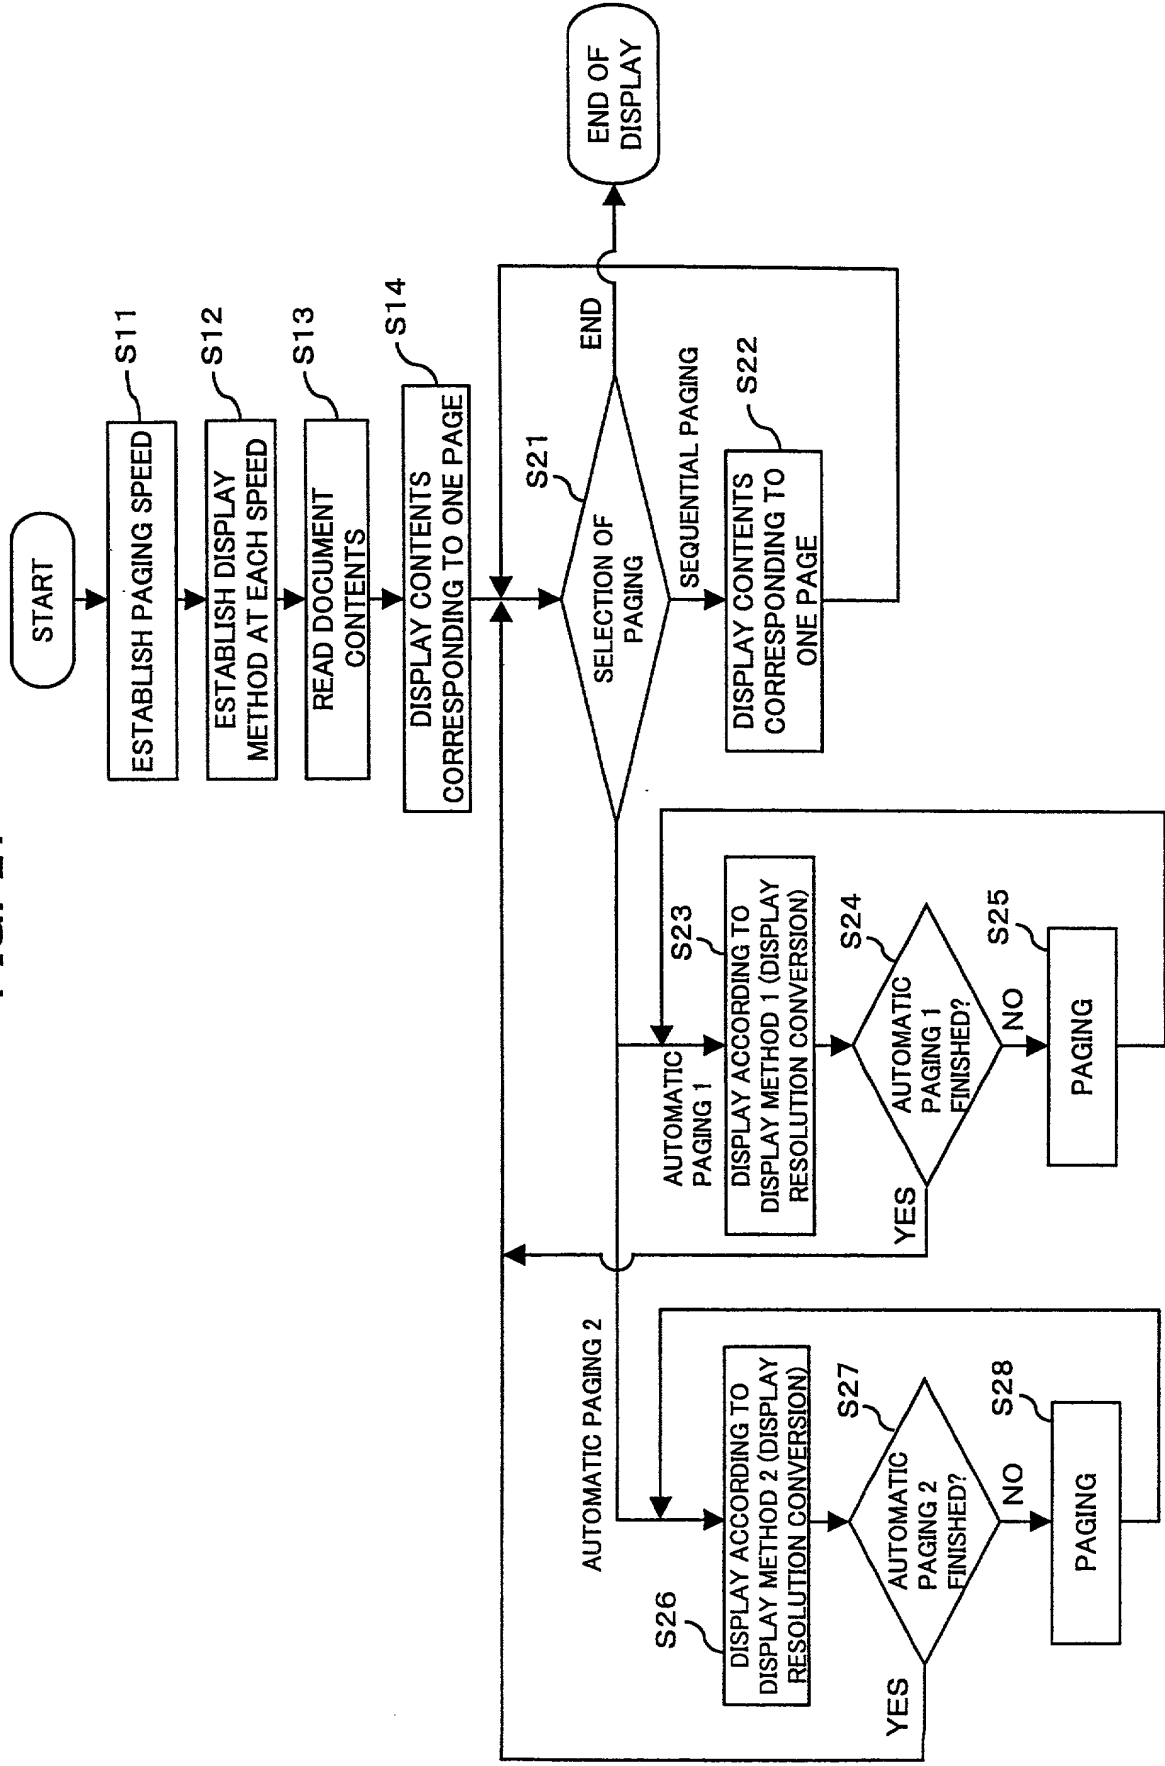 START
S11
ESTABLISH PAGING SPEED
S12
ESTABLISH DISPLAY
METHOD AT EACH SPEED
S13
READ DOCUMENT
CONTENTS
S14
DISPLAY CONTENTS
CORRESPONDING TO ONE PAGE
S21
SELECTION OF
PAGING
END
END OF
DISPLAY
SEQUENTIAL PAGING
S22
DISPLAY CONTENTS
CORRESPONDING TO
ONE PAGE
AUTOMATIC
PAGING 1
S23
DISPLAY ACCORDING TO
DISPLAY METHOD 1 (DISPLAY
RESOLUTION CONVERSION)
S24
AUTOMATIC
PAGING 1
FINISHED?
YES
NO
S25
PAGING
AUTOMATIC PAGING 2
S26
DISPLAY ACCORDING TO
DISPLAY METHOD 2 (DISPLAY
RESOLUTION CONVERSION)
S27
AUTOMATIC
PAGING 2
FINISHED?
YES
NO
S28
PAGING